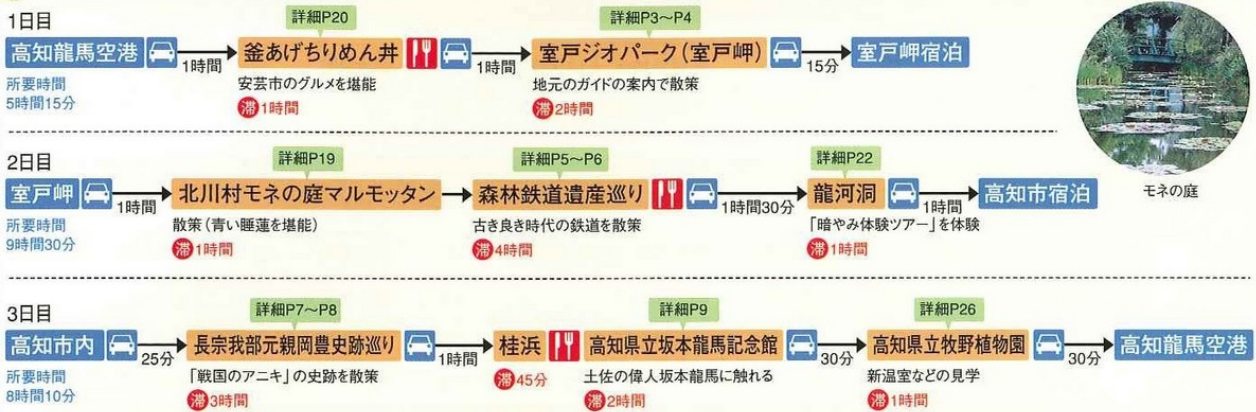 1日目
詳細P20
詳細P3〜P4
高知龍馬空港 1時間 釜あげちりめん丼 1時間 室戸ジオパーク(室戸岬) 15分 室戸岬宿泊
所要時間
5時間15分
安芸市のグルメを堪能
滞1時間
地元のガイドの案内で散策
滞2時間
モネの庭
2日目
詳細P19
詳細P5〜P6
詳細P22
室戸岬 1時間 北川村モネの庭マルモッタン 森林鉄道遺産巡り 1時間30分 龍河洞 1時間 高知市宿泊
所要時間
9時間30分
散策(青い睡蓮を堪能)
滞1時間
古き良き時代の鉄道を散策
滞4時間
「暗やみ体験ツアー」を体験
滞1時間
3日目
詳細P7〜P8
詳細P9
詳細P26
高知市内 25分 長宗我部元親岡豊史跡巡り 1時間 桂浜 高知県立坂本龍馬記念館 30分 高知県立牧野植物園 30分 高知龍馬空港
所要時間
8時間10分
「戦国のアニキ」の史跡を散策
滞3時間
滞45分
土佐の偉人坂本龍馬に触れる
滞2時間
新温室などの見学
滞1時間